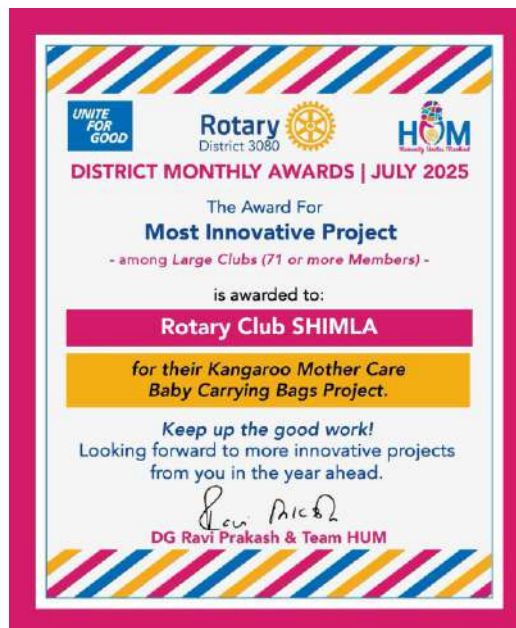 UNITE
FOR
GOOD
Rotary
District 3080
HUM
DISTRICT MONTHLY AWARDS | JULY 2025
The Award For
Most Innovative Project
- among Large Clubs (71 or more Members) -
is awarded to:
Rotary Club SHIMLA
for their Kangaroo Mother Care
Baby Carrying Bags Project.
Keep up the good work!
Looking forward to more innovative projects
from you in the year ahead.
DG Ravi Prakash & Team HUM